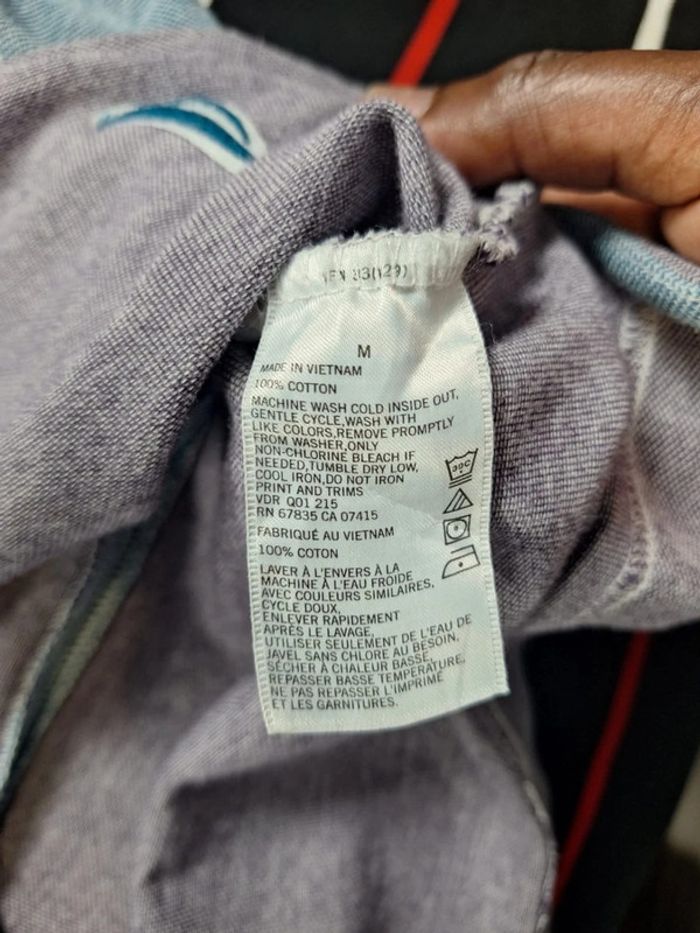 M
MADE IN VIETNAM
100% COTTON
MACHINE WASH COLD INSIDE OUT,
GENTLE CYCLE,WASH WITH
LIKE COLORS,REMOVE PROMPTLY
FROM WASHER,ONLY
NON-CHLORINE BLEACH IF
NEEDED,TUMBLE DRY LOW,
COOL IRON,DO NOT IRON
PRINT AND TRIMS
VDR Q01 215
RN 67835 CA 07415
FABRIQUÉ AU VIETNAM
100% COTON
LAVER À L'ENVERS À LA
MACHINE À L'EAU FROIDE
AVEC COULEURS SIMILAIRES,
CYCLE DOUX,
ENLEVER RAPIDEMENT
APRÈS LE LAVAGE,
UTILISER SEULEMENT DE L'EAU DE
JAVEL SANS CHLORE AU BESOIN,
SÉCHER À CHALEUR BASSE,
REPASSER BASSE TEMPÉRATURE,
NE PAS REPASSER L'IMPRIMÉ
ET LES GARNITURES.
30C